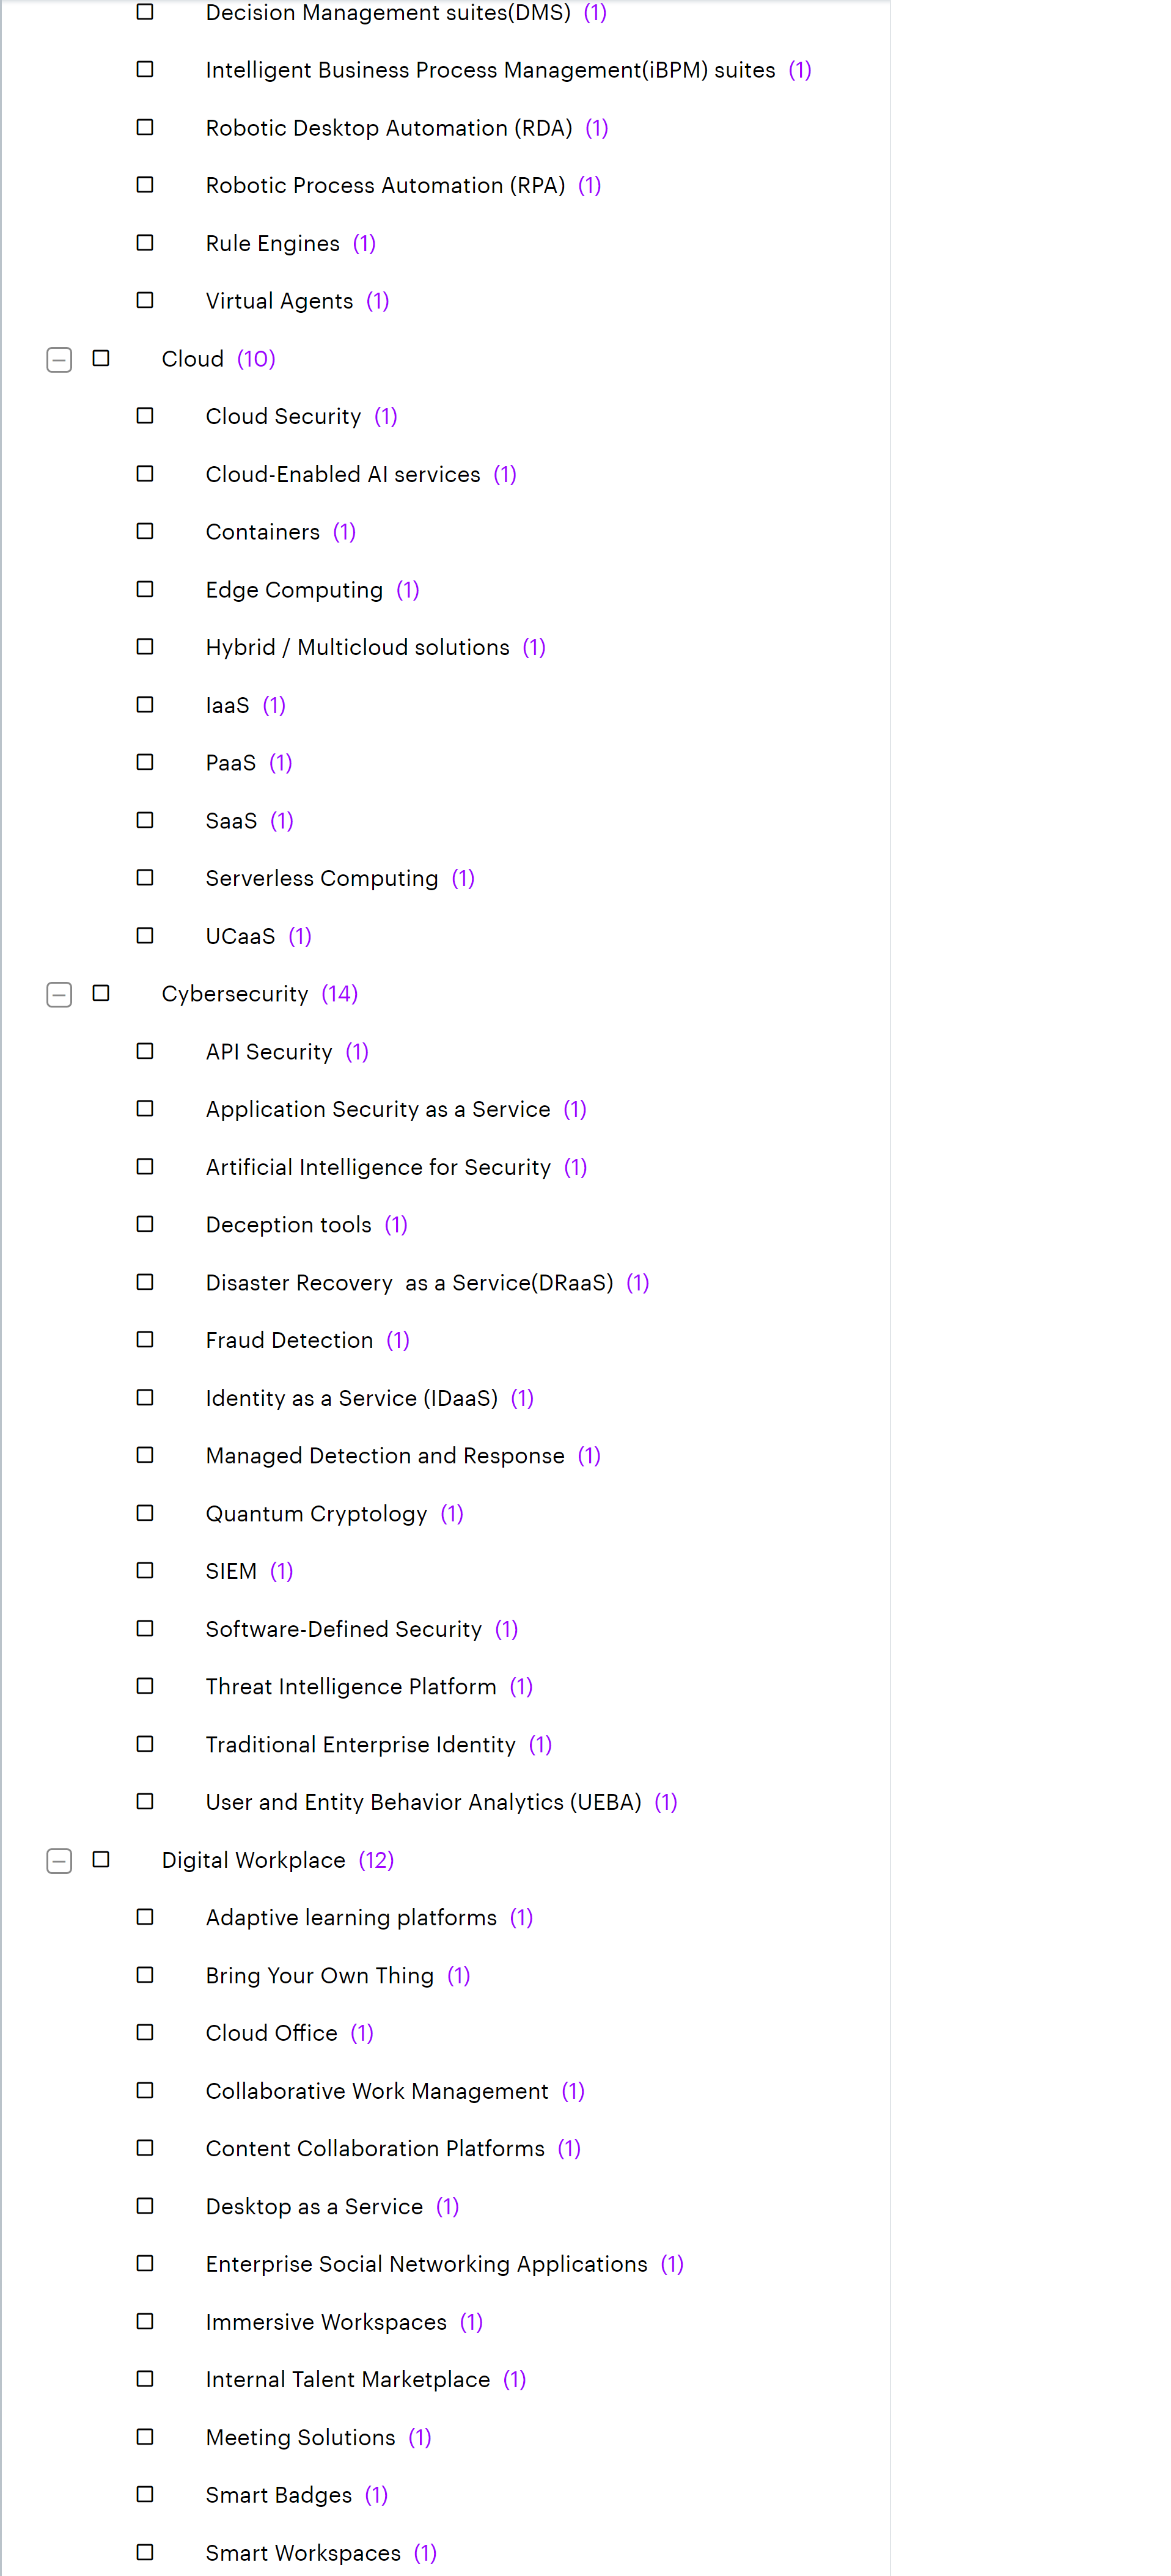 Decision Management suites(DMS) (1)
Intelligent Business Process Management(iBPM) suites (1)
Robotic Desktop Automation (RDA) (1)
Robotic Process Automation (RPA) (1)
Rule Engines (1)
Virtual Agents (1)
Cloud (10)
Cloud Security (1)
Cloud-Enabled AI services (1)
Containers (1)
Edge Computing (1)
Hybrid / Multicloud solutions (1)
IaaS (1)
PaaS (1)
SaaS (1)
Serverless Computing (1)
UCaaS (1)
Cybersecurity (14)
API Security (1)
Application Security as a Service (1)
Artificial Intelligence for Security (1)
Deception tools (1)
Disaster Recovery  as a Service(DRaaS) (1)
Fraud Detection (1)
Identity as a Service (IDaaS) (1)
Managed Detection and Response (1)
Quantum Cryptology (1)
SIEM (1)
Software-Defined Security (1)
Threat Intelligence Platform (1)
Traditional Enterprise Identity (1)
User and Entity Behavior Analytics (UEBA) (1)
Digital Workplace (12)
Adaptive learning platforms (1)
Bring Your Own Thing (1)
Cloud Office (1)
Collaborative Work Management (1)
Content Collaboration Platforms (1)
Desktop as a Service (1)
Enterprise Social Networking Applications (1)
Immersive Workspaces (1)
Internal Talent Marketplace (1)
Meeting Solutions (1)
Smart Badges (1)
Smart Workspaces (1)